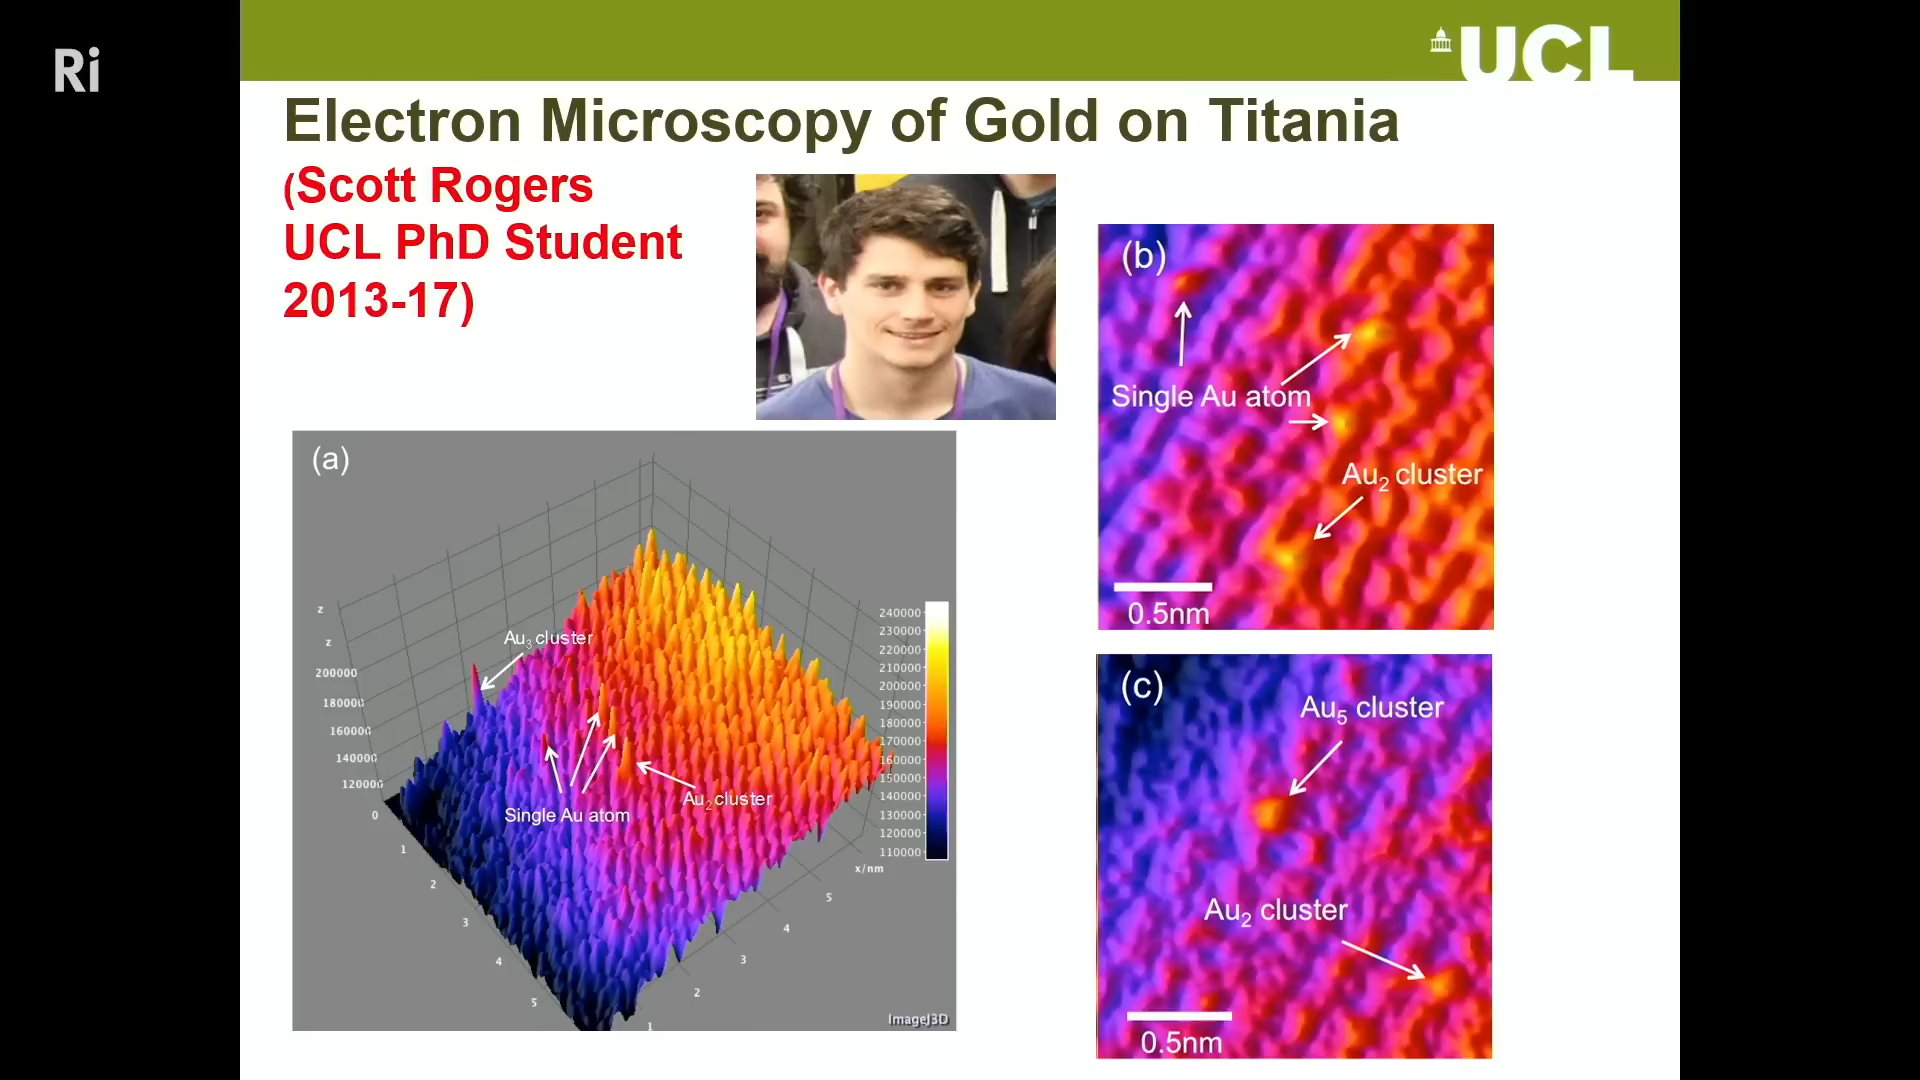 Ri
UCL
Electron Microscopy of Gold on Titania
(Scott Rogers
UCL PhD Student
2013-17)
(a)
z
z
200000
180000
160000
140000
120000
0
1
2
3
4
5
1
2
3
4
5
x/nm
Au₃ cluster
Single Au atom
Au₂ cluster
240000
230000
220000
210000
200000
190000
180000
170000
160000
150000
140000
130000
120000
110000
ImageJ3D
(b)
Single Au atom
Au₂ cluster
0.5nm
(c)
Au₅ cluster
Au₂ cluster
0.5nm